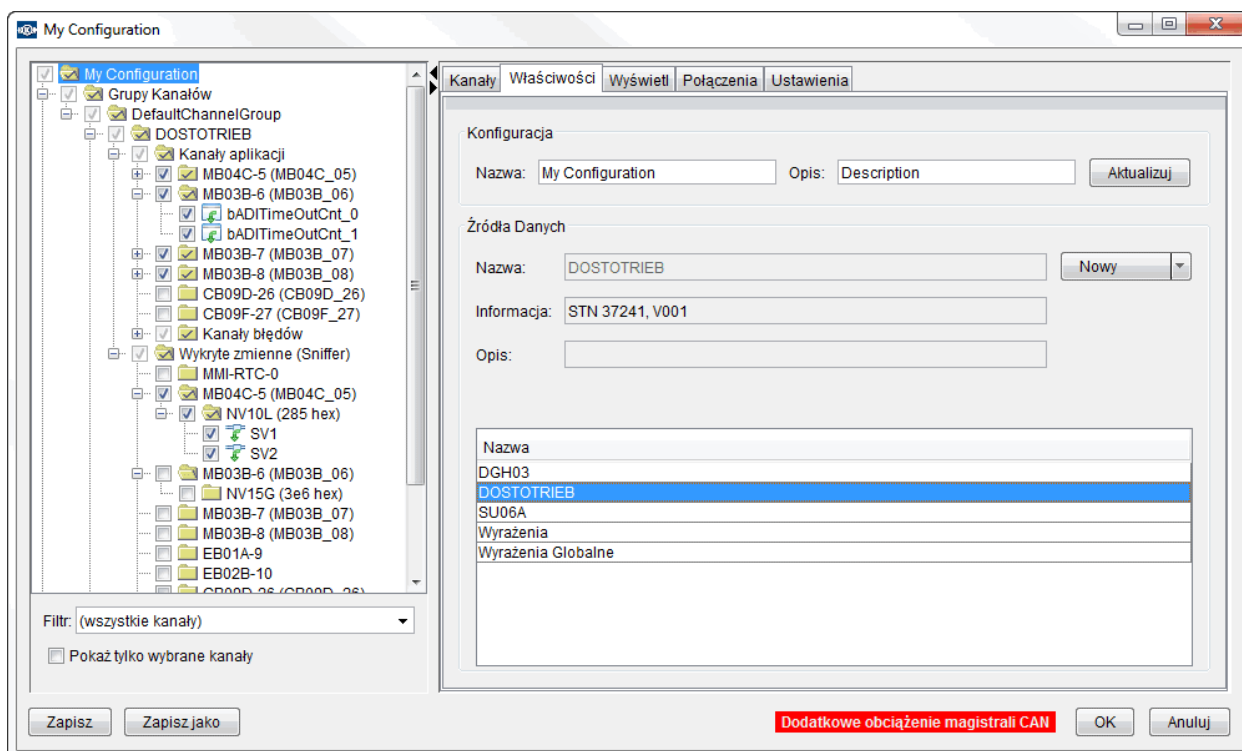 My Configuration
My Configuration
Grupy Kanałów
DefaultChannelGroup
DOSTOTRIEB
Kanały aplikacji
MB04C-5 (MB04C_05)
MB03B-6 (MB03B_06)
bADITimeOutCnt_0
bADITimeOutCnt_1
MB03B-7 (MB03B_07)
MB03B-8 (MB03B_08)
CB09D-26 (CB09D_26)
CB09F-27 (CB09F_27)
Kanały błędów
Wykryte zmienne (Sniffer)
MMI-RTC-0
MB04C-5 (MB04C_05)
NV10L (285 hex)
SV1
SV2
MB03B-6 (MB03B_06)
NV15G (3e6 hex)
MB03B-7 (MB03B_07)
MB03B-8 (MB03B_08)
EB01A-9
EB02B-10
CB09D-26 (CB09D_26)
Filtr: (wszystkie kanały)
Pokaż tylko wybrane kanały
Kanały Właściwości Wyświetl Połączenia Ustawienia
Konfiguracja
Nazwa: My Configuration Opis: Description Aktualizuj
Źródła Danych
Nazwa: DOSTOTRIEB Nowy
Informacja: STN 37241, V001
Opis:
Nazwa
DGH03
DOSTOTRIEB
SU06A
Wyrażenia
Wyrażenia Globalne
Zapisz Zapisz jako Dodatkowe obciążenie magistrali CAN OK Anuluj